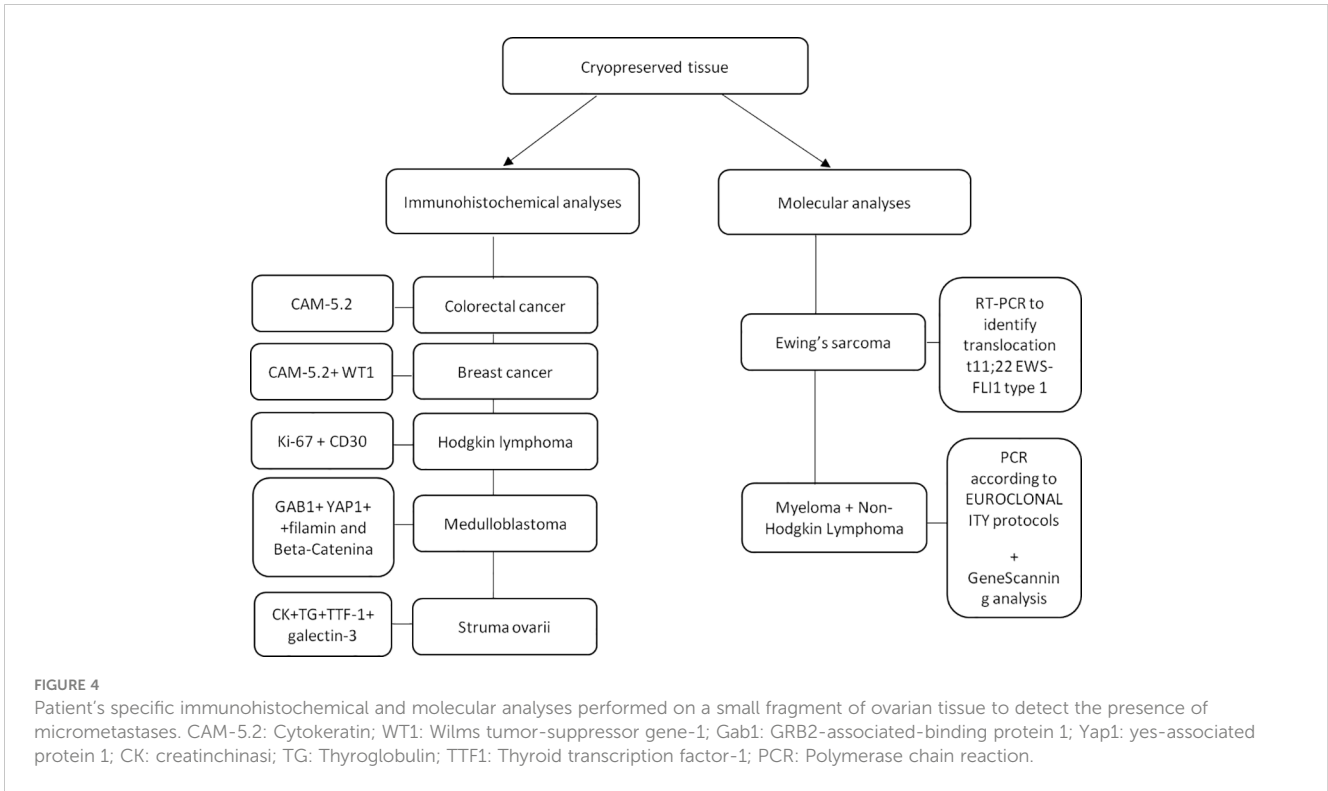 Cryopreserved tissue
Immunohistochemical analyses
Molecular analyses
CAM-5.2
Colorectal cancer
CAM-5.2+ WT1
Breast cancer
Ki-67 + CD30
Hodgkin lymphoma
GAB1+ YAP1+
+filamin and
Beta-Catenina
Medulloblastoma
CK+TG+TTF-1+
galectin-3
Struma ovarii
Ewing's sarcoma
RT-PCR to
identify
translocation
t11;22 EWS-
FLI1 type 1
Myeloma + Non-
Hodgkin Lymphoma
PCR
according to
EUROCLONAL
ITY protocols
+
GeneScannin
g analysis
FIGURE 4
Patient's specific immunohistochemical and molecular analyses performed on a small fragment of ovarian tissue to detect the presence of
micrometastases. CAM-5.2: Cytokeratin; WT1: Wilms tumor-suppressor gene-1; Gab1: GRB2-associated-binding protein 1; Yap1: yes-associated
protein 1; CK: creatinchinasi; TG: Thyroglobulin; TTF1: Thyroid transcription factor-1; PCR: Polymerase chain reaction.